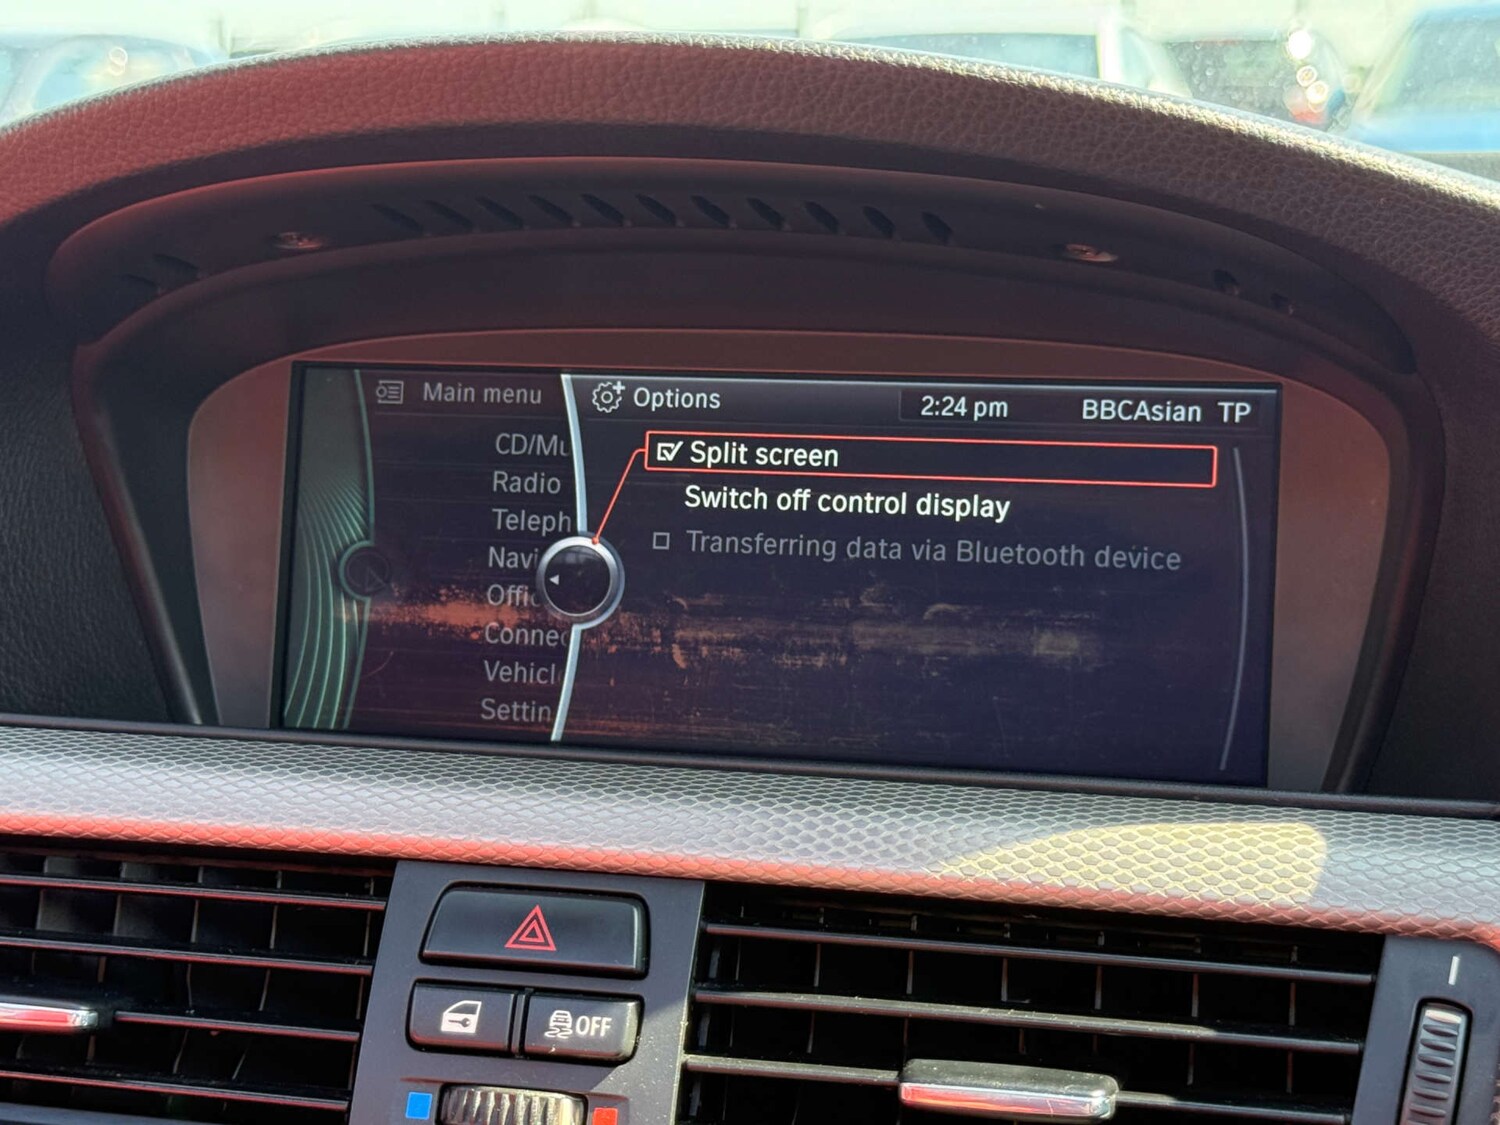 Main menu
Options
2:24 pm
BBCAsian TP
CD/Mu
Radio
Teleph
Navi
Offic
Connec
Vehicl
Settin
Split screen
Switch off control display
Transferring data via Bluetooth device
OFF